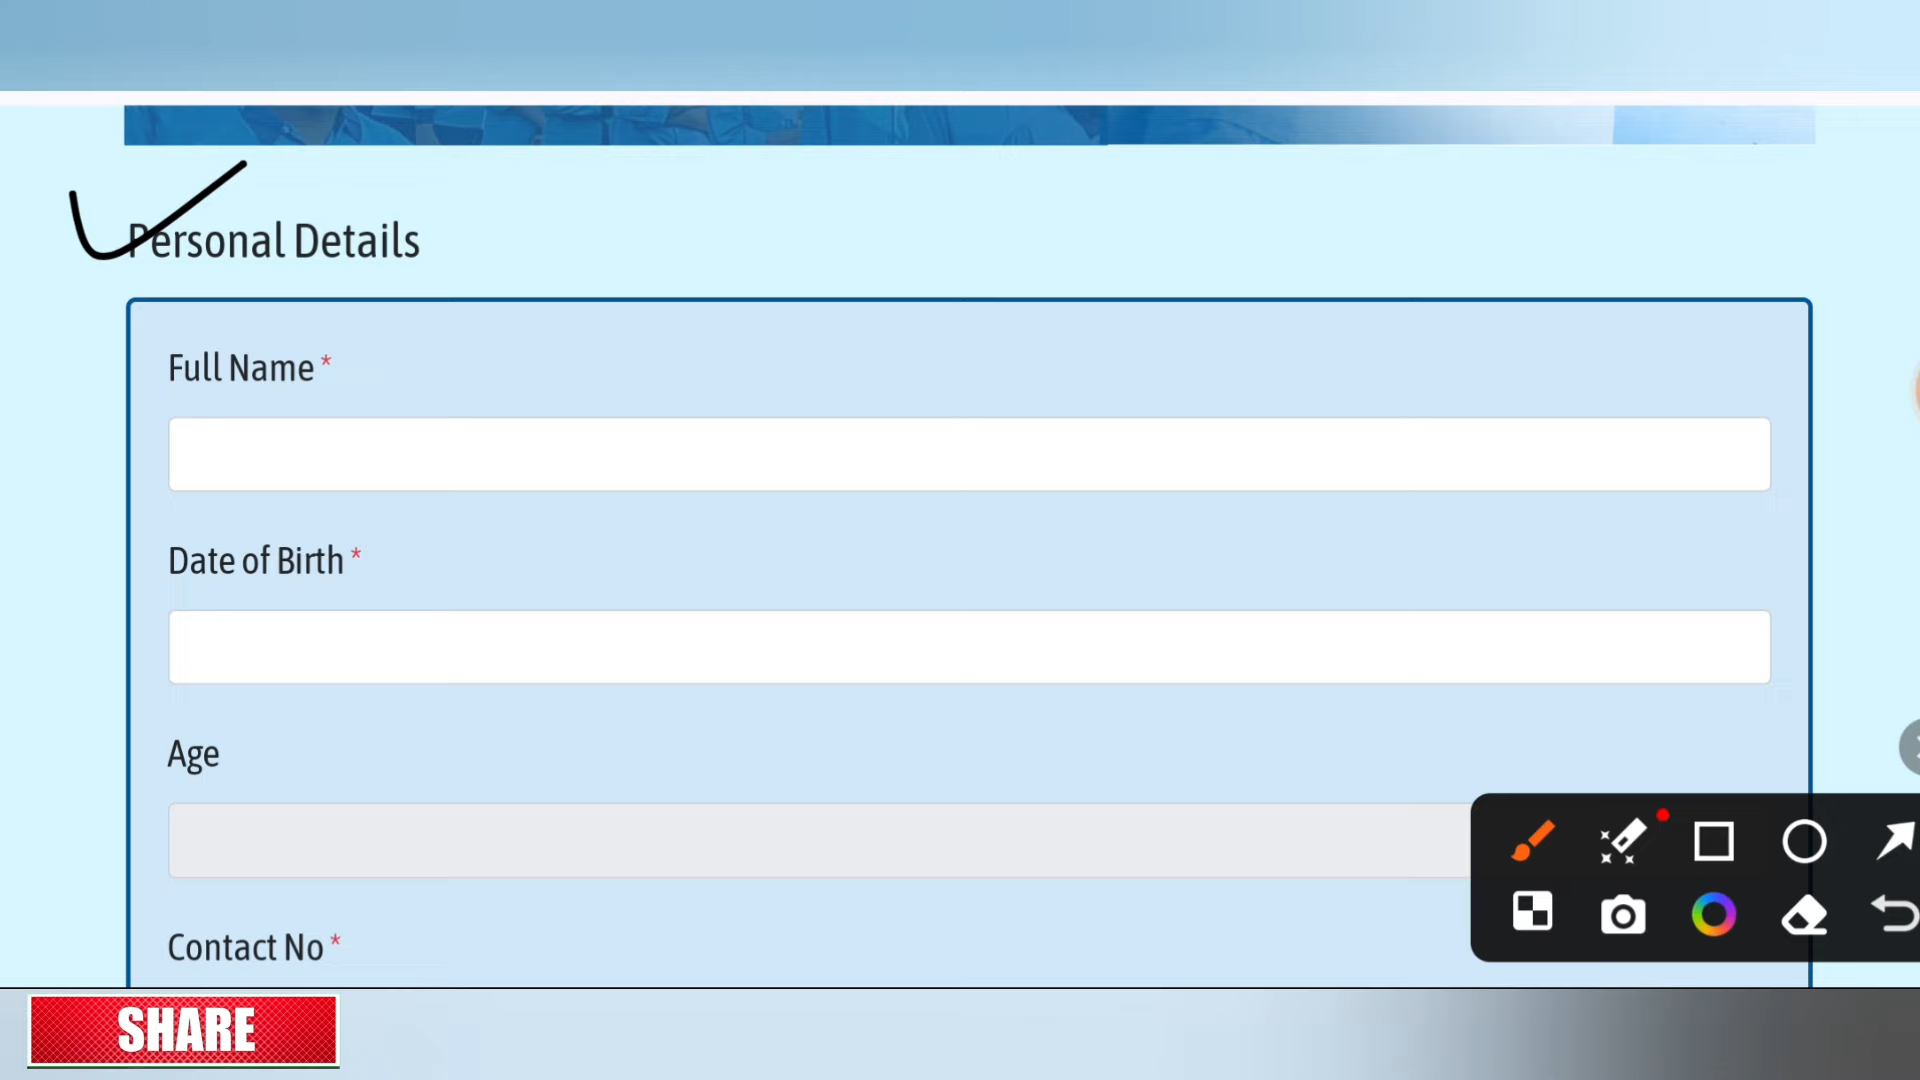 Personal Details
Full Name *
Date of Birth *
Age
Contact No *
SHARE